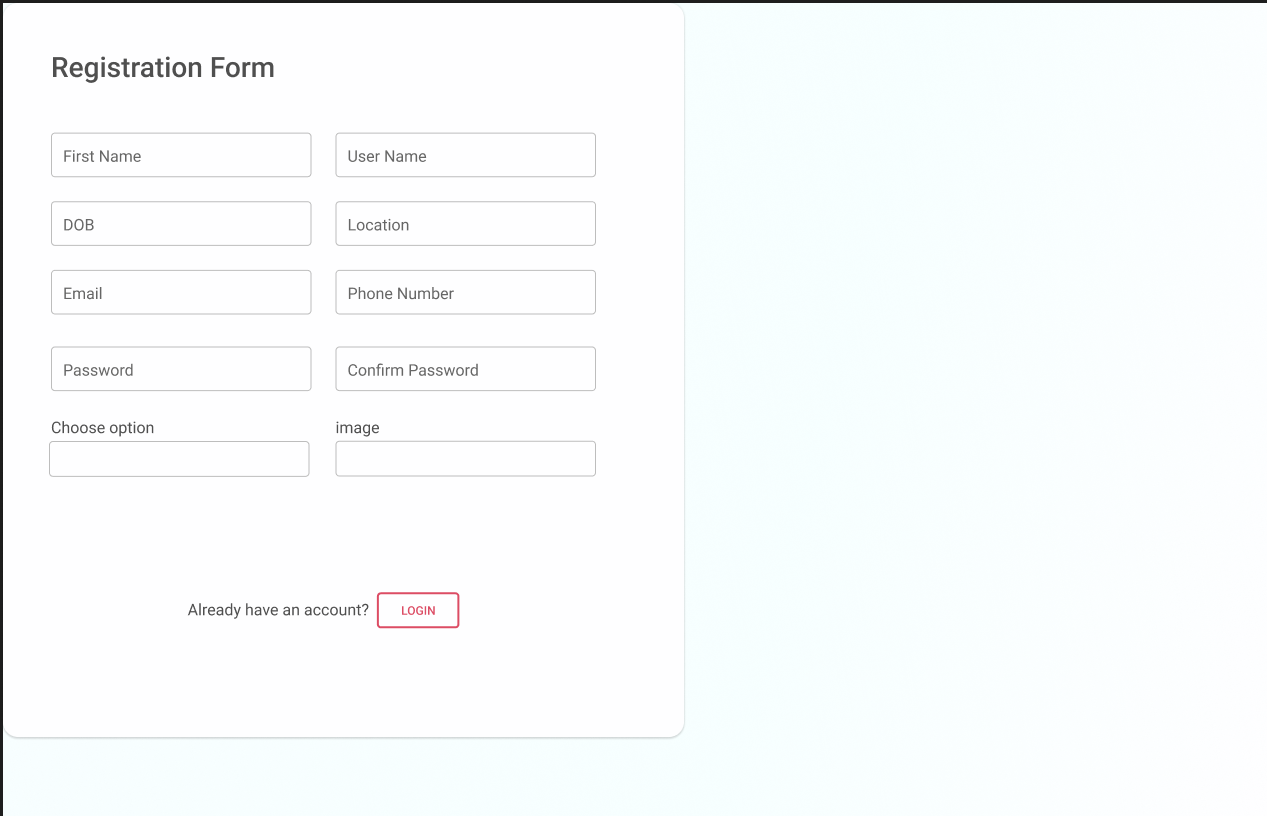 Registration Form
First Name
User Name
DOB
Location
Email
Phone Number
Password
Confirm Password
Choose option
image
Already have an account? LOGIN